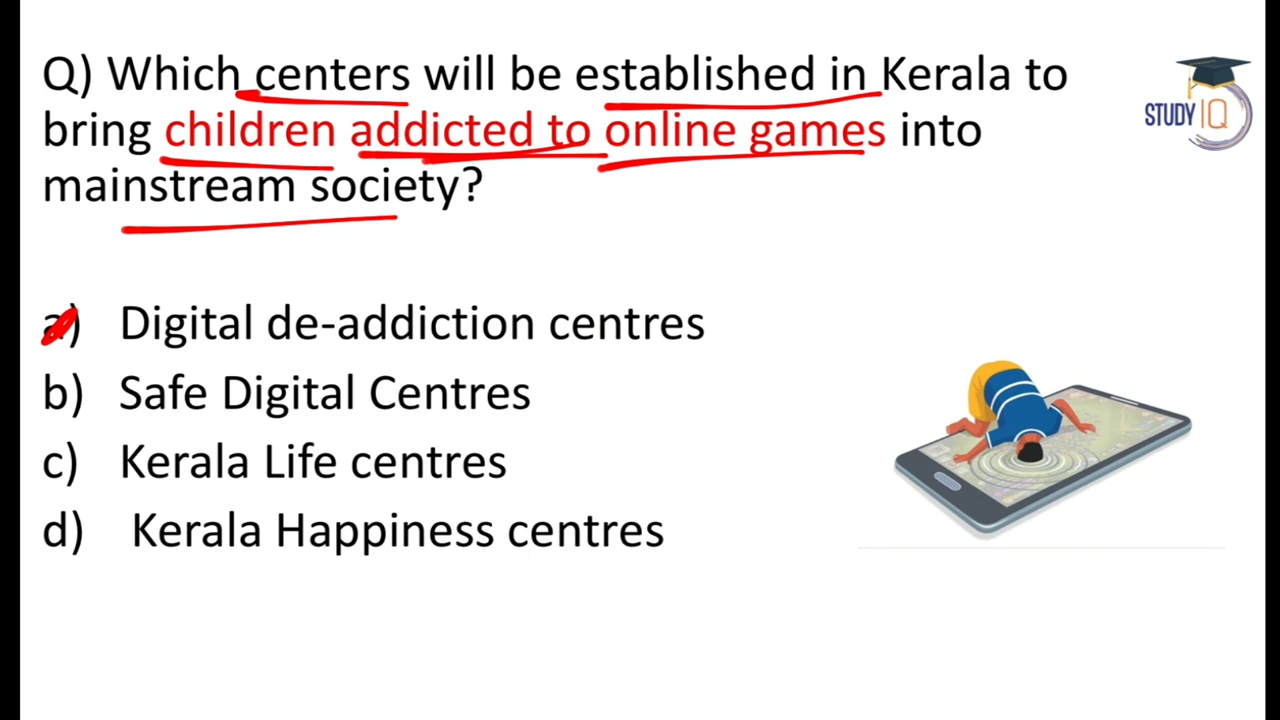 Q) Which centers will be established in Kerala to
bring children addicted to online games into
mainstream society?
STUDY IQ
a) Digital de-addiction centres
b) Safe Digital Centres
c) Kerala Life centres
d) Kerala Happiness centres